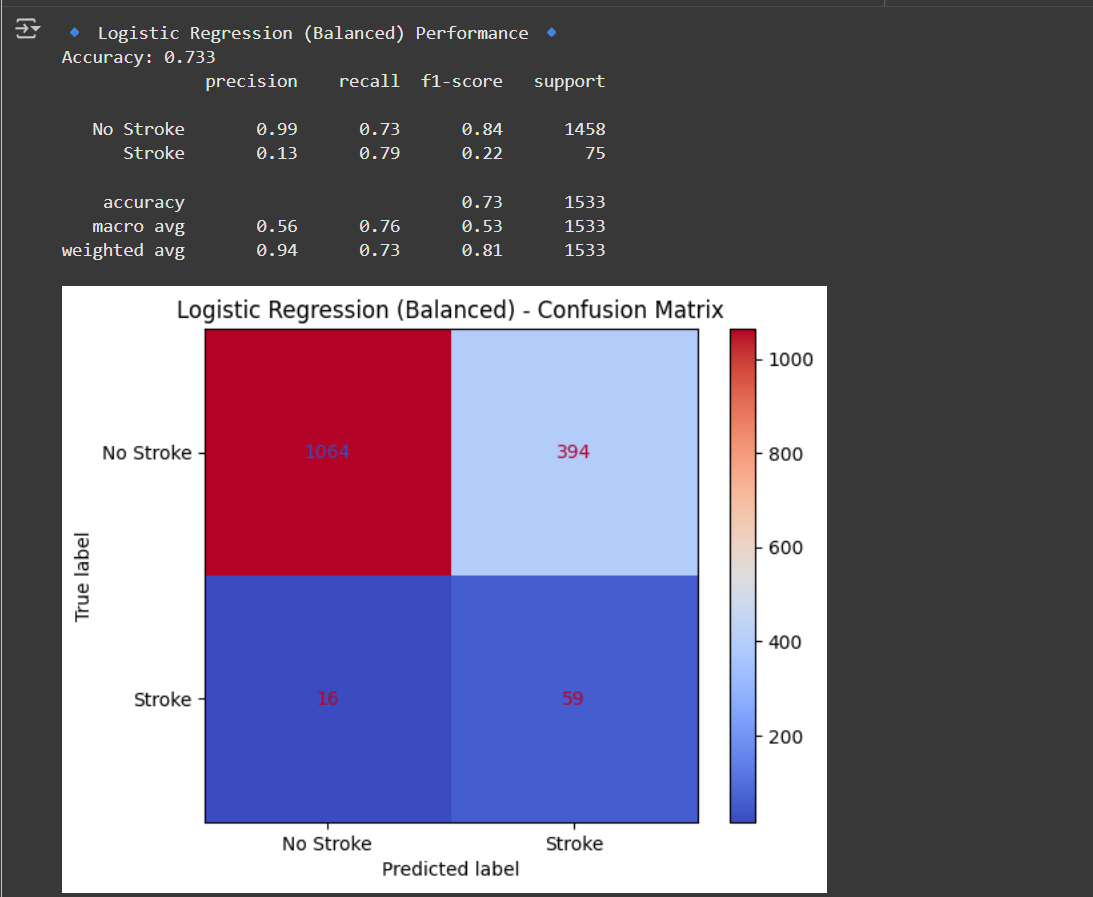 🔹 Logistic Regression (Balanced) Performance 🔹
Accuracy: 0.733
precision recall f1-score support
No Stroke 0.99 0.73 0.84 1458
Stroke 0.13 0.79 0.22 75
accuracy 0.73 1533
macro avg 0.56 0.76 0.53 1533
weighted avg 0.94 0.73 0.81 1533
Logistic Regression (Balanced) - Confusion Matrix
No Stroke 1064 394
Stroke 16 59
No Stroke Stroke
Predicted label
True label
1000
800
600
400
200